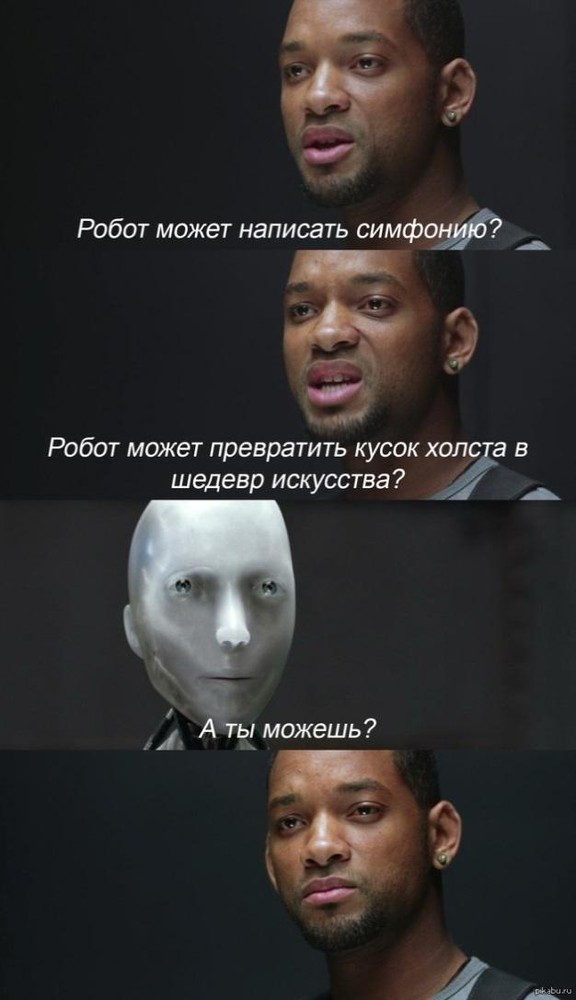 Робот может написать симфонию?
Робот может превратить кусок холста в
шедевр искусства?
А ты можешь?
pikabu.ru